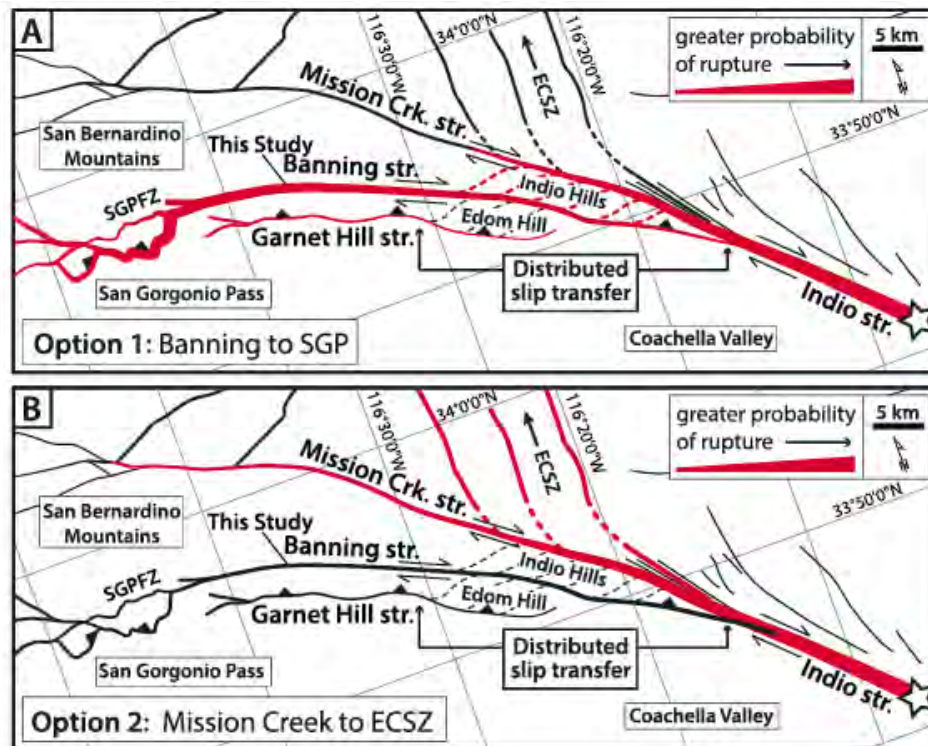 A
116°30'0"W
34°0'0"N
116°20'0"W
ECSZ
greater probability
of rupture
5 km
N
Mission Crk. str.
33°50'0"N
San Bernardino
Mountains
This Study
Banning str.
Indio Hills
SGPFZ
Edom Hill
Garnet Hill str.
Distributed
slip transfer
Indio str.
San Gorgonio Pass
Coachella Valley
Option 1: Banning to SGP
B
116°30'0"W
34°0'0"N
116°20'0"W
ECSZ
greater probability
of rupture
5 km
N
Mission Crk. str.
33°50'0"N
San Bernardino
Mountains
This Study
Banning str.
Indio Hills
SGPFZ
Edom Hill
Garnet Hill str.
Distributed
slip transfer
Indio str.
San Gorgonio Pass
Coachella Valley
Option 2: Mission Creek to ECSZ